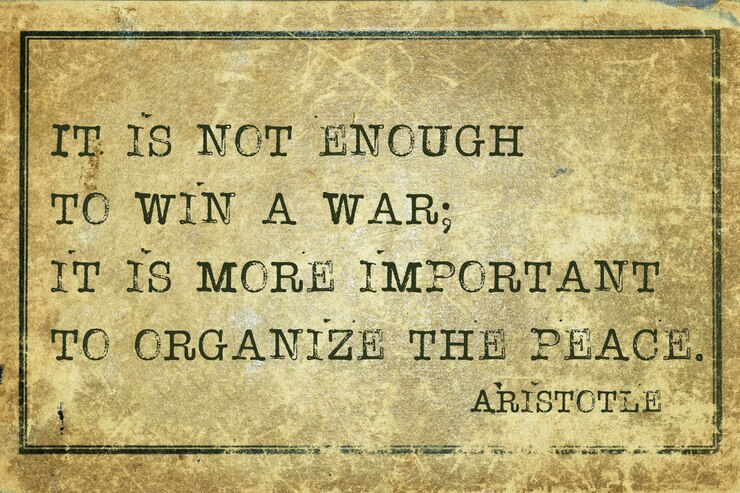 IT IS NOT ENOUGH
TO WIN A WAR;
IT IS MORE IMPORTANT
TO ORGANIZE THE PEACE.
ARISTOTLE